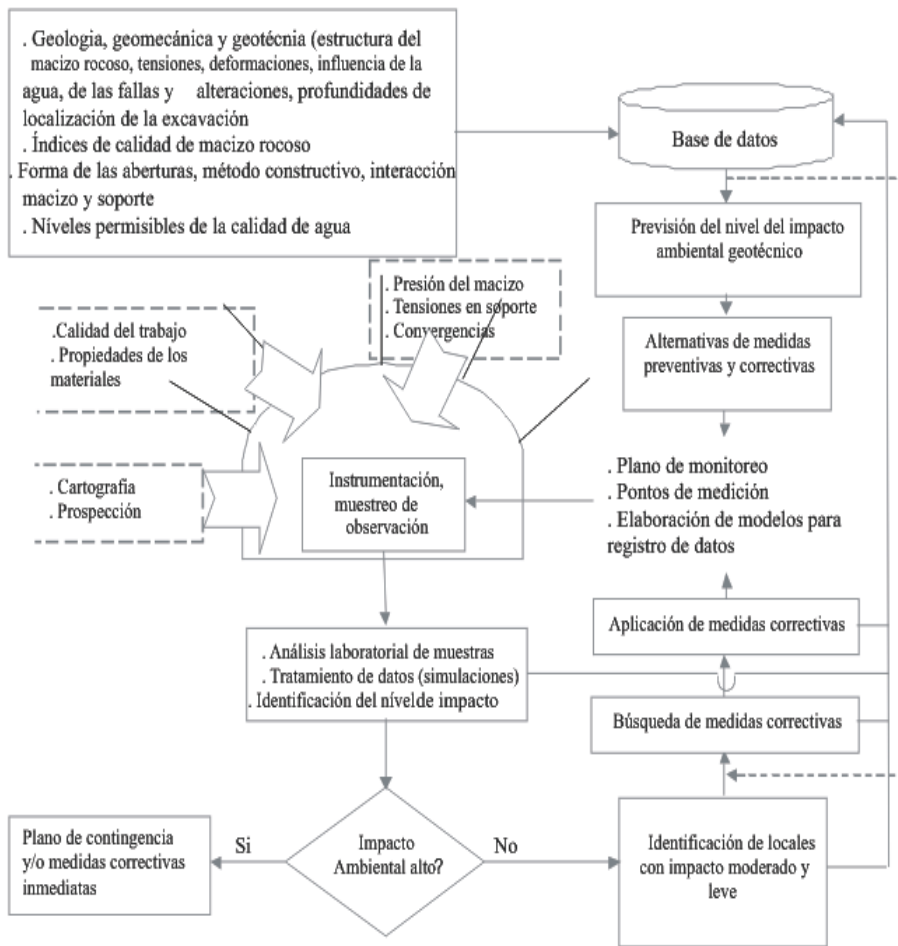 . Geologia, geomecánica y geotécnia (estructura del
macizo rocoso, tensiones, deformaciones, influencia de la
agua, de las fallas y alteraciones, profundidades de
localización de la excavación
. Índices de calidad de macizo rocoso
. Forma de las aberturas, método constructivo, interacción
macizo y soporte
. Níveles permisibles de la calidad de agua
Base de datos
Previsión del nivel del impacto
ambiental geotécnico
Alternativas de medidas
preventivas y correctivas
. Presión del macizo
. Tensiones en soporte
. Convergencias
.Calidad del trabajo
. Propiedades de los
materiales
. Cartografia
. Prospección
Instrumentación,
muestreo de
observación
. Plano de monitoreo
. Pontos de medición
. Elaboración de modelos para
registro de datos
Aplicación de medidas correctivas
. Análisis laboratorial de muestras
. Tratamiento de datos (simulaciones)
. Identificación del nívelde impacto
Búsqueda de medidas correctivas
Plano de contingencia
y/o medidas correctivas
inmediatas
Si
Impacto
Ambiental alto?
No
Identificación de locales
con impacto moderado y
leve